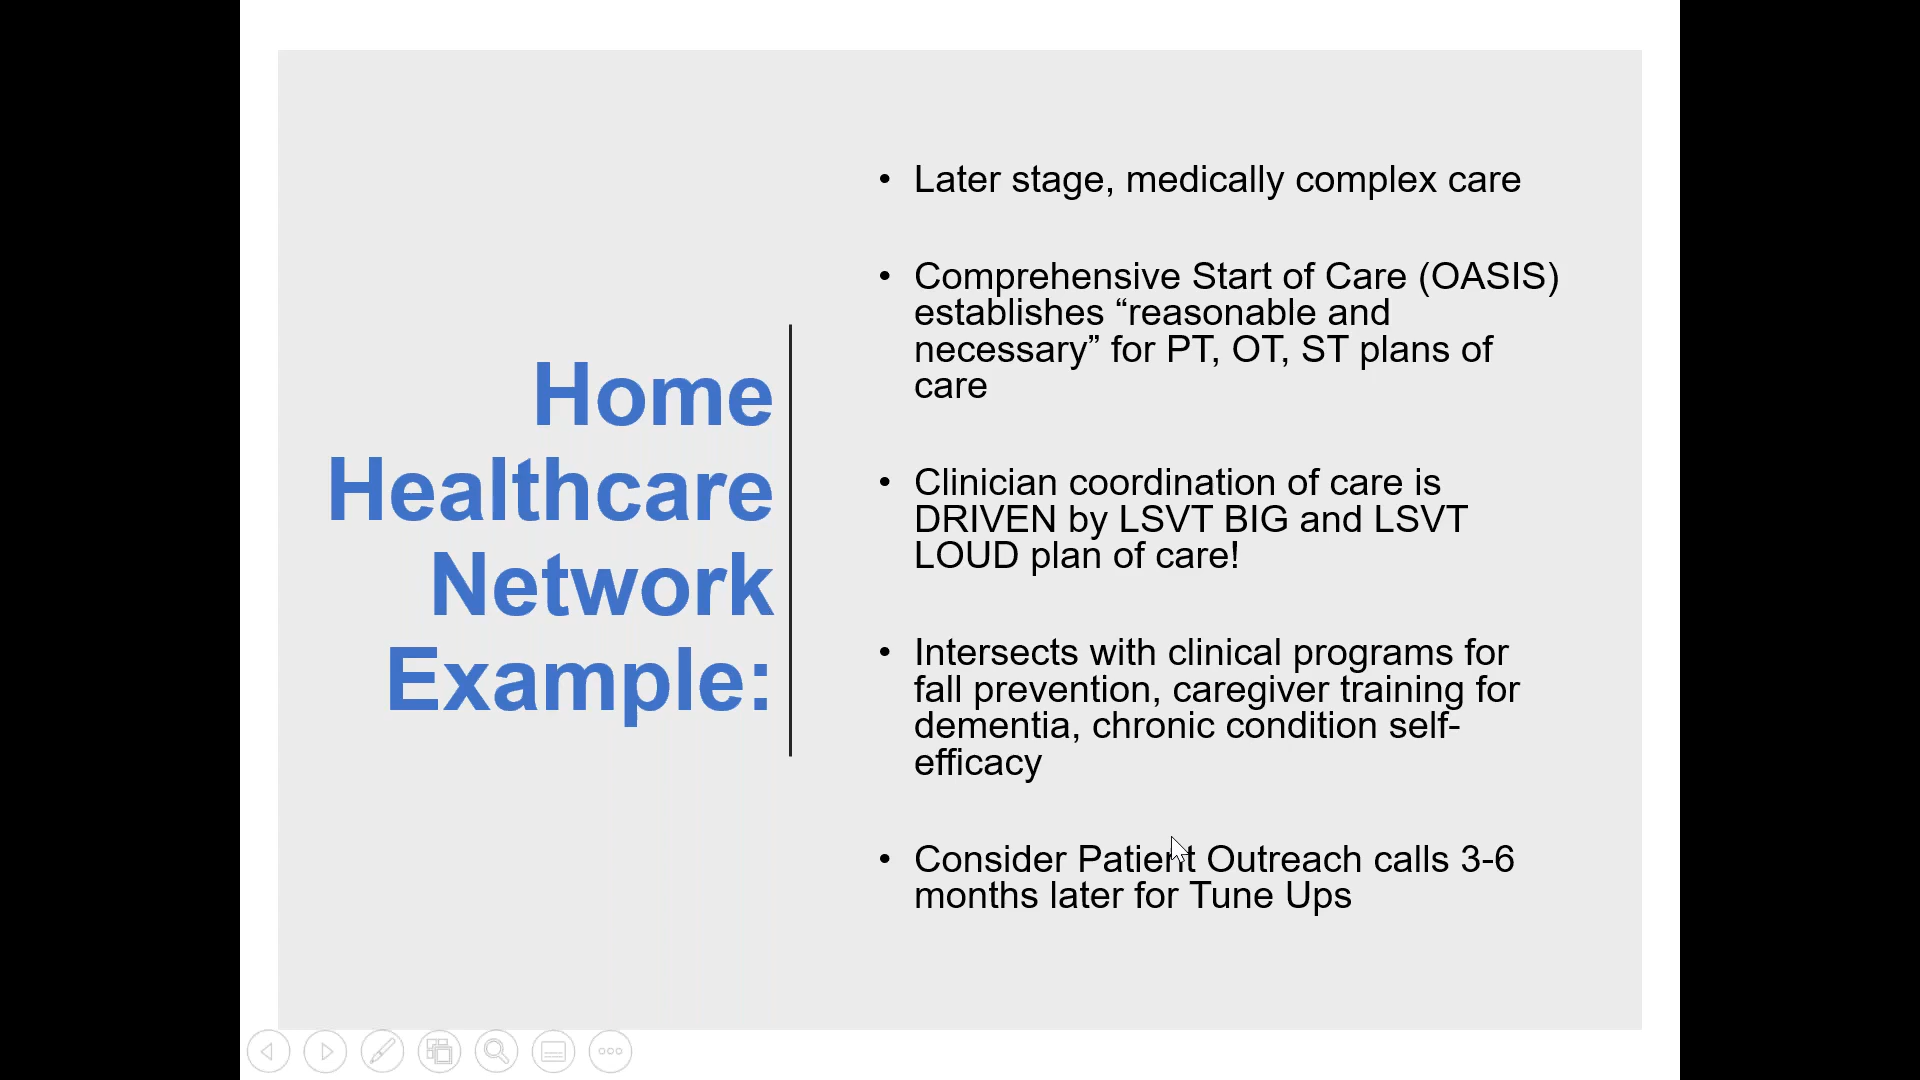 Home
Healthcare
Network
Example:
• Later stage, medically complex care
• Comprehensive Start of Care (OASIS)
establishes “reasonable and
necessary” for PT, OT, ST plans of
care
• Clinician coordination of care is
DRIVEN by LSVT BIG and LSVT
LOUD plan of care!
• Intersects with clinical programs for
fall prevention, caregiver training for
dementia, chronic condition self-
efficacy
• Consider Patient Outreach calls 3-6
months later for Tune Ups